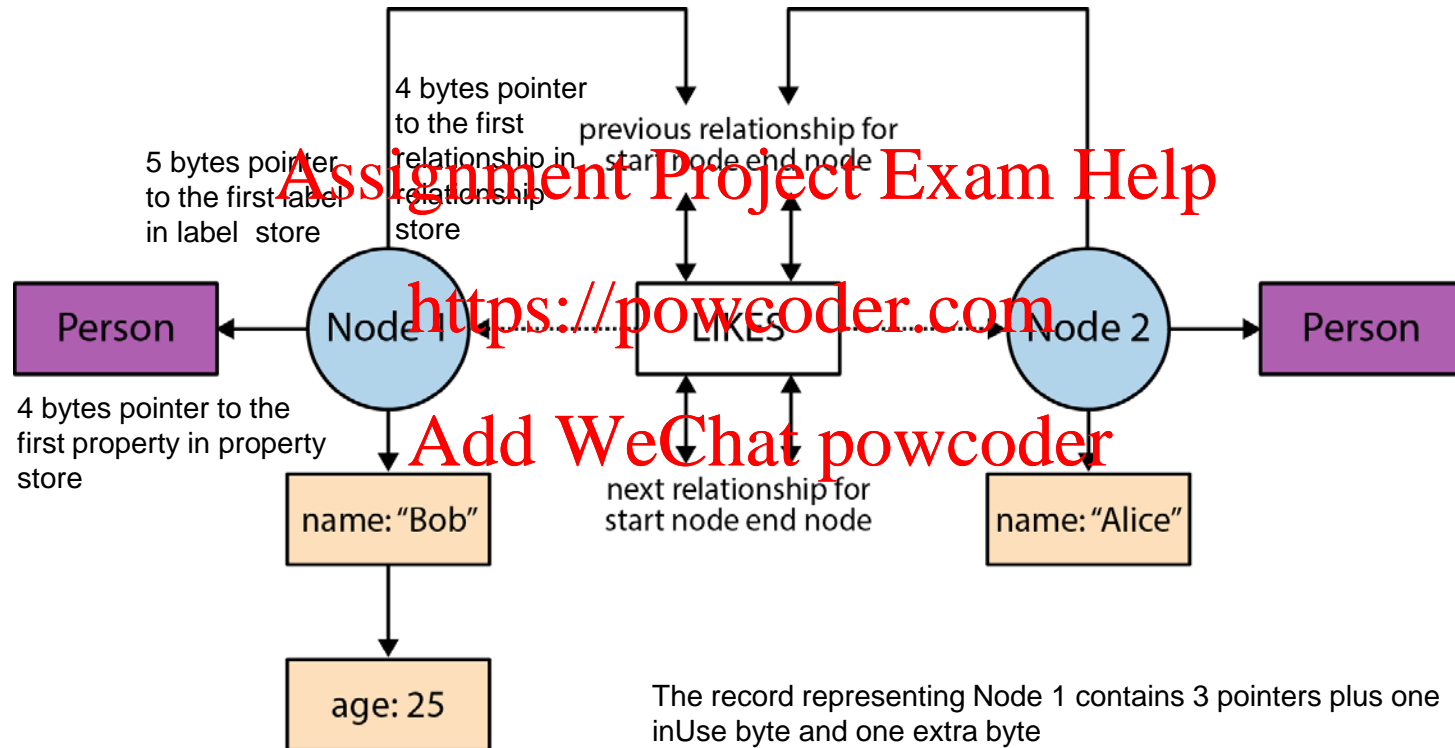 4 bytes pointer
to the first
relationship in
relationship
store
previous relationship for
start node end node
5 bytes pointer
to the first label
in label store
Assignment Project Exam Help
Person
Node 1
https://powcoder.com
LIKES
Node 2
Person
4 bytes pointer to the
first property in property
store
Add WeChat powcoder
next relationship for
start node end node
name: “Bob”
name: “Alice”
age: 25
The record representing Node 1 contains 3 pointers plus one
inUse byte and one extra byte